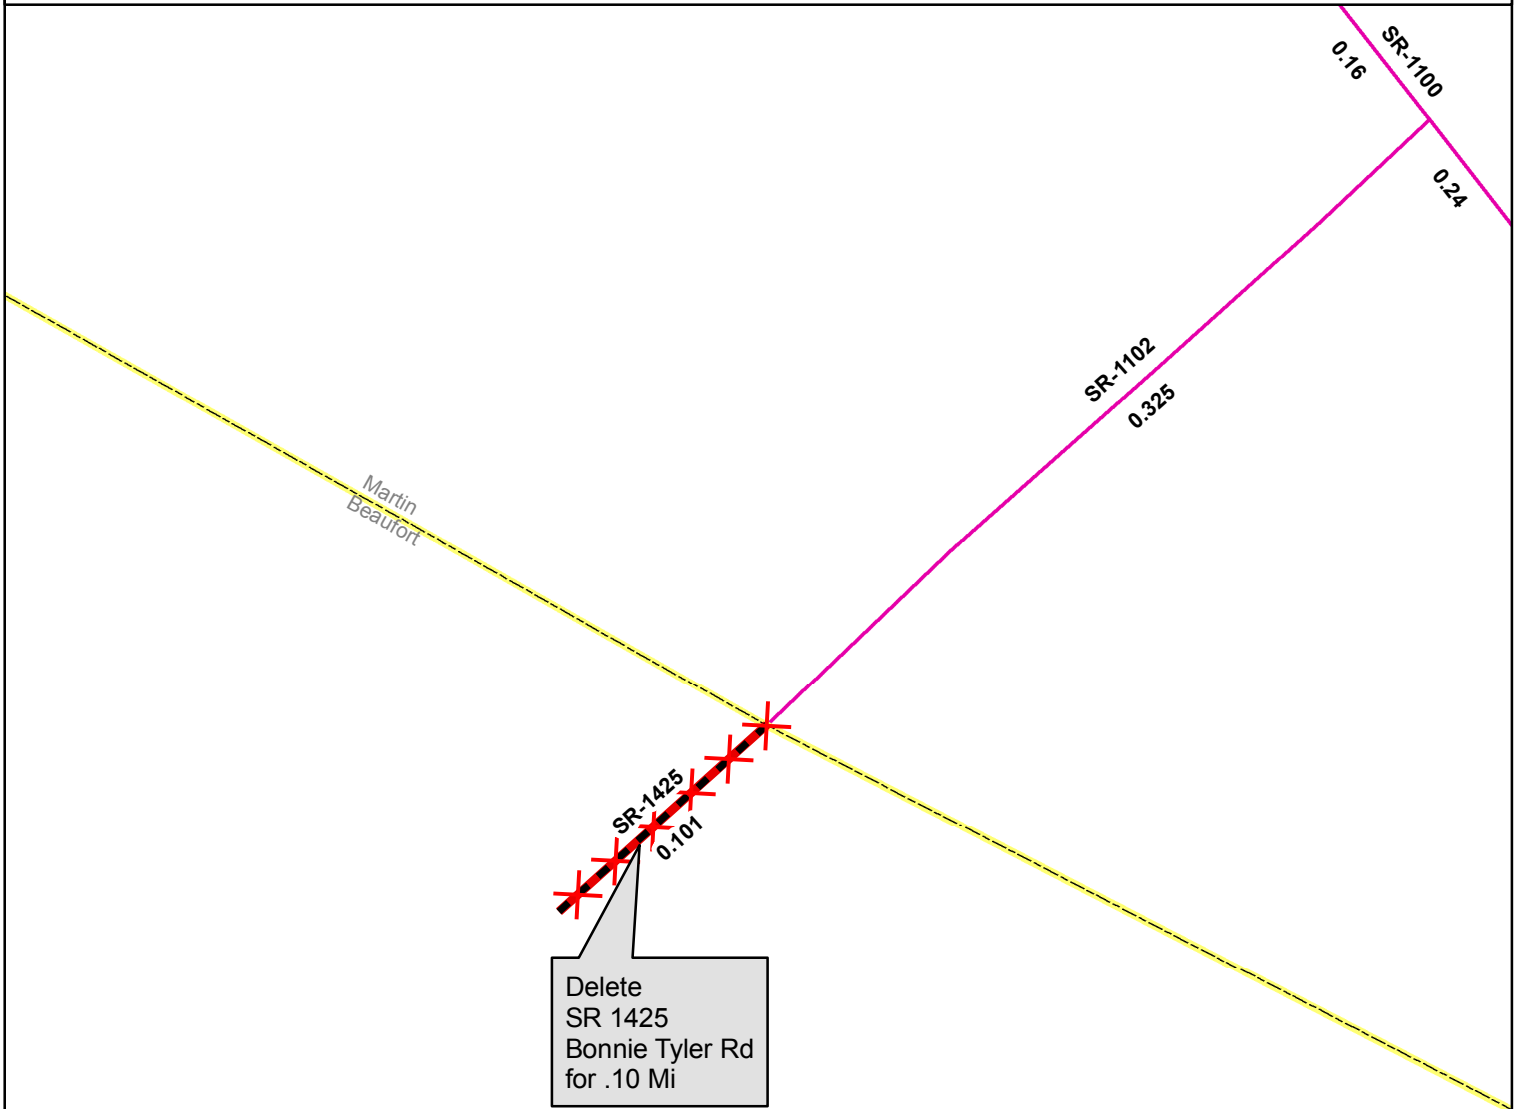 SR-1100
0.16
0.24
SR-1102
0.325
Martin
Beaufort
SR-1425
0.101
Delete
SR 1425
Bonnie Tyler Rd
for .10 Mi